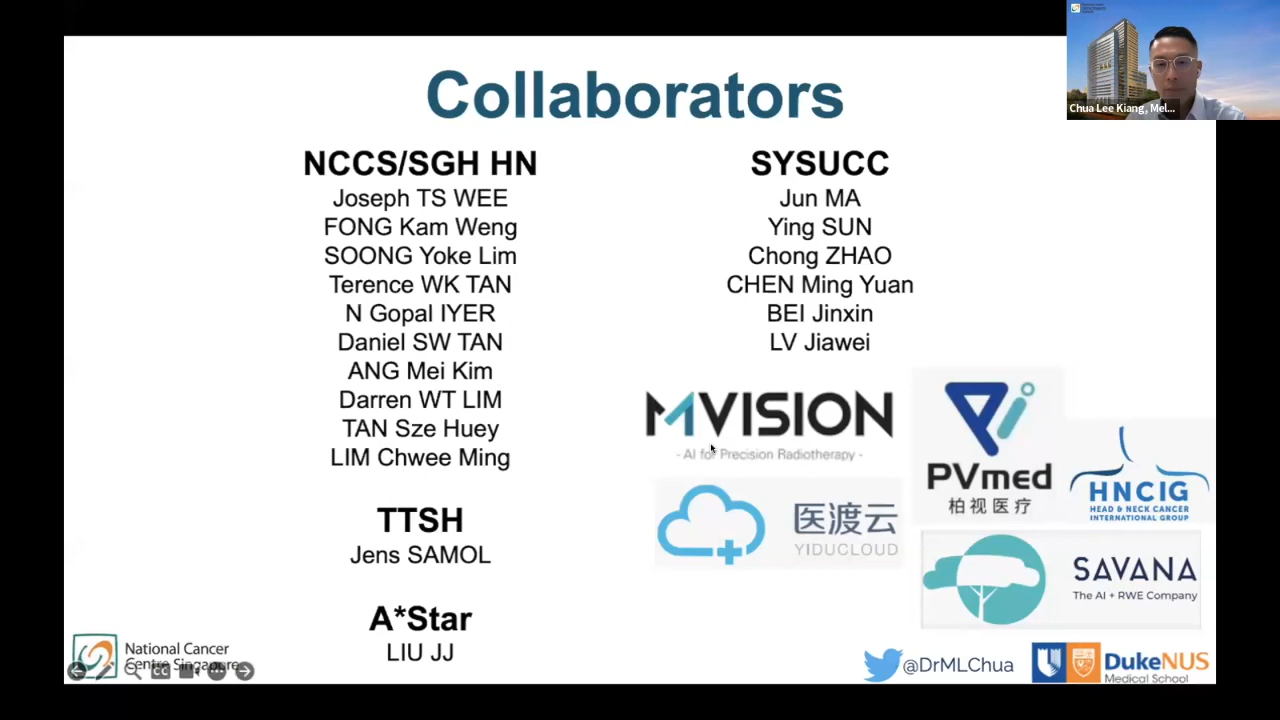 Collaborators
NCCS/SGH HN
Joseph TS WEE
FONG Kam Weng
SOONG Yoke Lim
Terence WK TAN
N Gopal IYER
Daniel SW TAN
ANG Mei Kim
Darren WT LIM
TAN Sze Huey
LIM Chwee Ming
TTSH
Jens SAMOL
A*Star
LIU JJ
SYSUCC
Jun MA
Ying SUN
Chong ZHAO
CHEN Ming Yuan
BEI Jinxin
LV Jiawei
MVISION
- AI for Precision Radiotherapy -
PVmed
柏视医疗
HNCIG
HEAD & NECK CANCER
INTERNATIONAL GROUP
医渡云
YIDUCLOUD
SAVANA
The AI + RWE Company
National Cancer
Centre Singapore
@DrMLChua
DukeNUS
Medical School
Chua Lee Kiang, Mel...